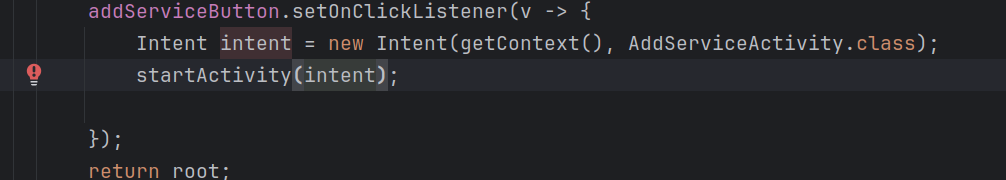 addServiceButton.setOnClickListener(v -> {
Intent intent = new Intent(getContext(), AddServiceActivity.class);
startActivity(intent);
});
return root;